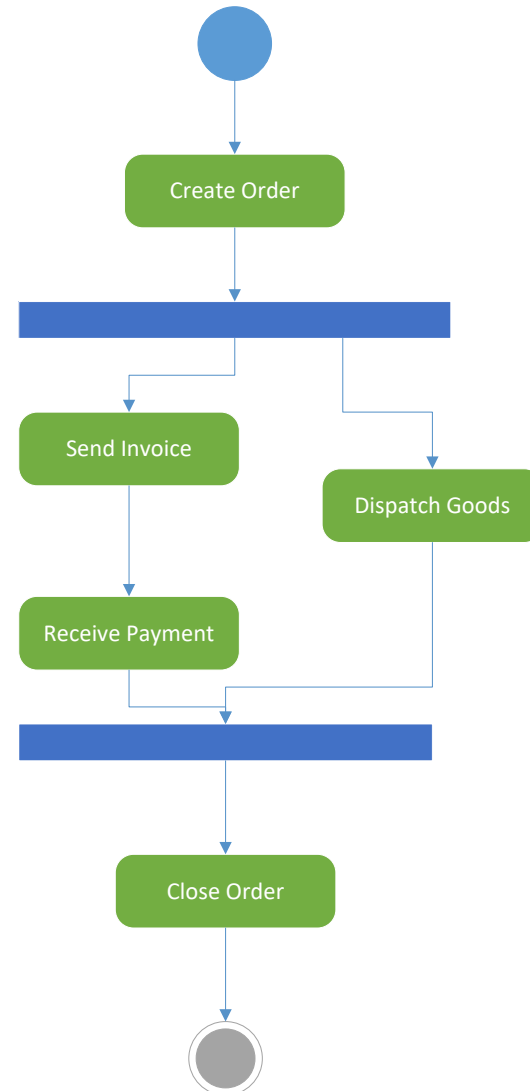 Create Order
Send Invoice
Dispatch Goods
Receive Payment
Close Order